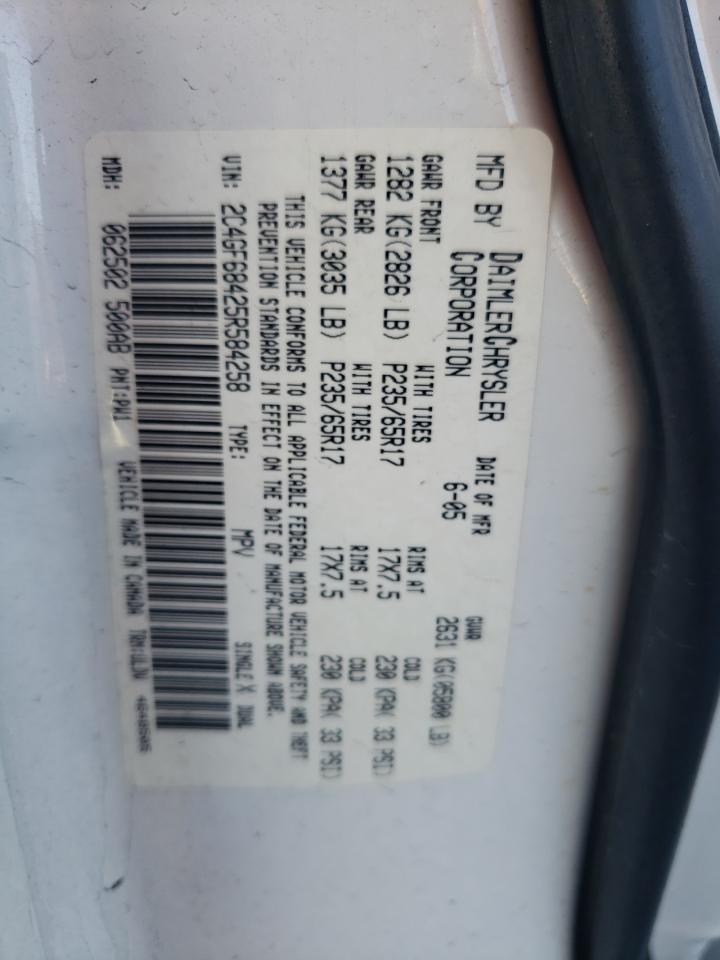 MFD BY DAIMLERCHRYSLER CORPORATION DATE OF MFR 6-05 GVWR 2631 KG(05800 LB)
GAWR FRONT WITH TIRES RIMS AT COLD
1282 KG(2826 LB) P235/65R17 17X7.5 230 KPA( 33 PSI)
GAWR REAR WITH TIRES RIMS AT COLD
1377 KG(3035 LB) P235/65R17 17X7.5 230 KPA( 33 PSI)
THIS VEHICLE CONFORMS TO ALL APPLICABLE FEDERAL MOTOR VEHICLE SAFETY AND THEFT
PREVENTION STANDARDS IN EFFECT ON THE DATE OF MANUFACTURE SHOWN ABOVE.
VIN: 2C4GF68425R584258 TYPE: MPV SINGLE X DUAL
MDH: 062502 500AB PNT:PW1 VEHICLE MADE IN CANADA TRM: